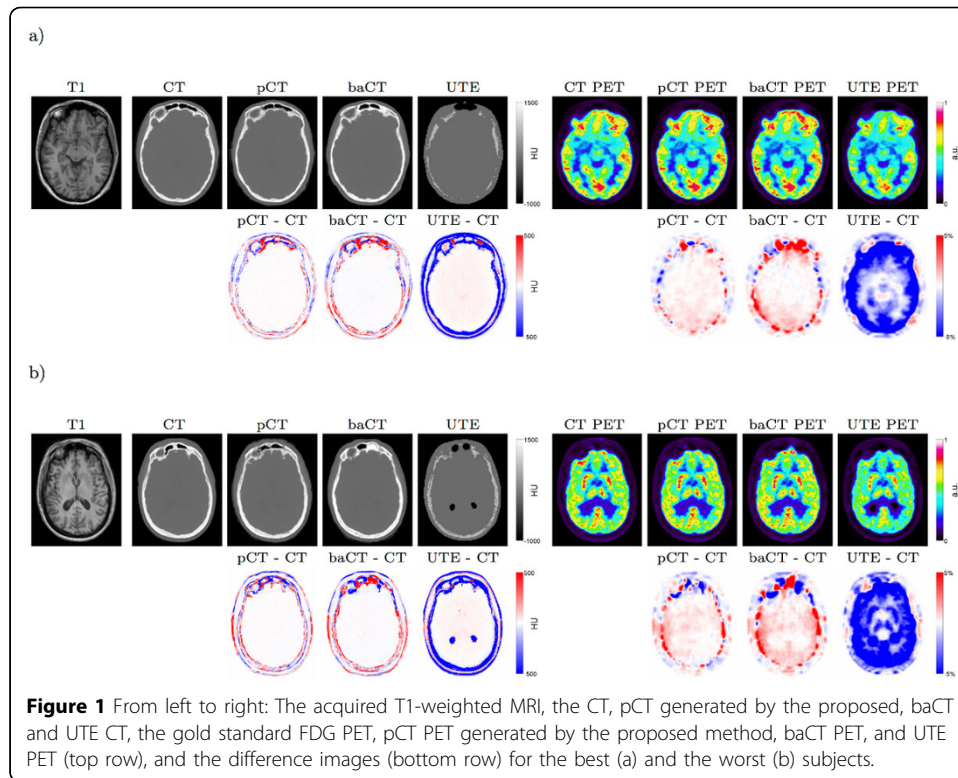 a)
T1 CT pCT baCT UTE CT PET pCT PET baCT PET UTE PET
1500
HU
-1000
1
a.u.
0
pCT - CT baCT - CT UTE - CT pCT - CT baCT - CT UTE - CT
500
HU
500
5%
-5%
b)
T1 CT pCT baCT UTE CT PET pCT PET baCT PET UTE PET
1500
HU
-1000
1
a.u.
0
pCT - CT baCT - CT UTE - CT pCT - CT baCT - CT UTE - CT
500
HU
500
5%
-5%
Figure 1 From left to right: The acquired T1-weighted MRI, the CT, pCT generated by the proposed, baCT
and UTE CT, the gold standard FDG PET, pCT PET generated by the proposed method, baCT PET, and UTE
PET (top row), and the difference images (bottom row) for the best (a) and the worst (b) subjects.